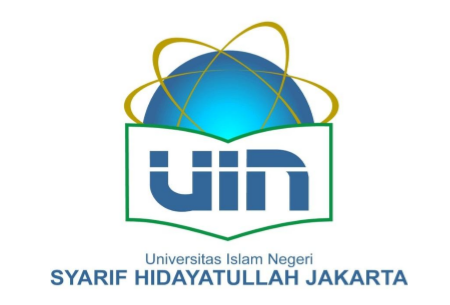 UIN
Universitas Islam Negeri
SYARIF HIDAYATULLAH JAKARTA